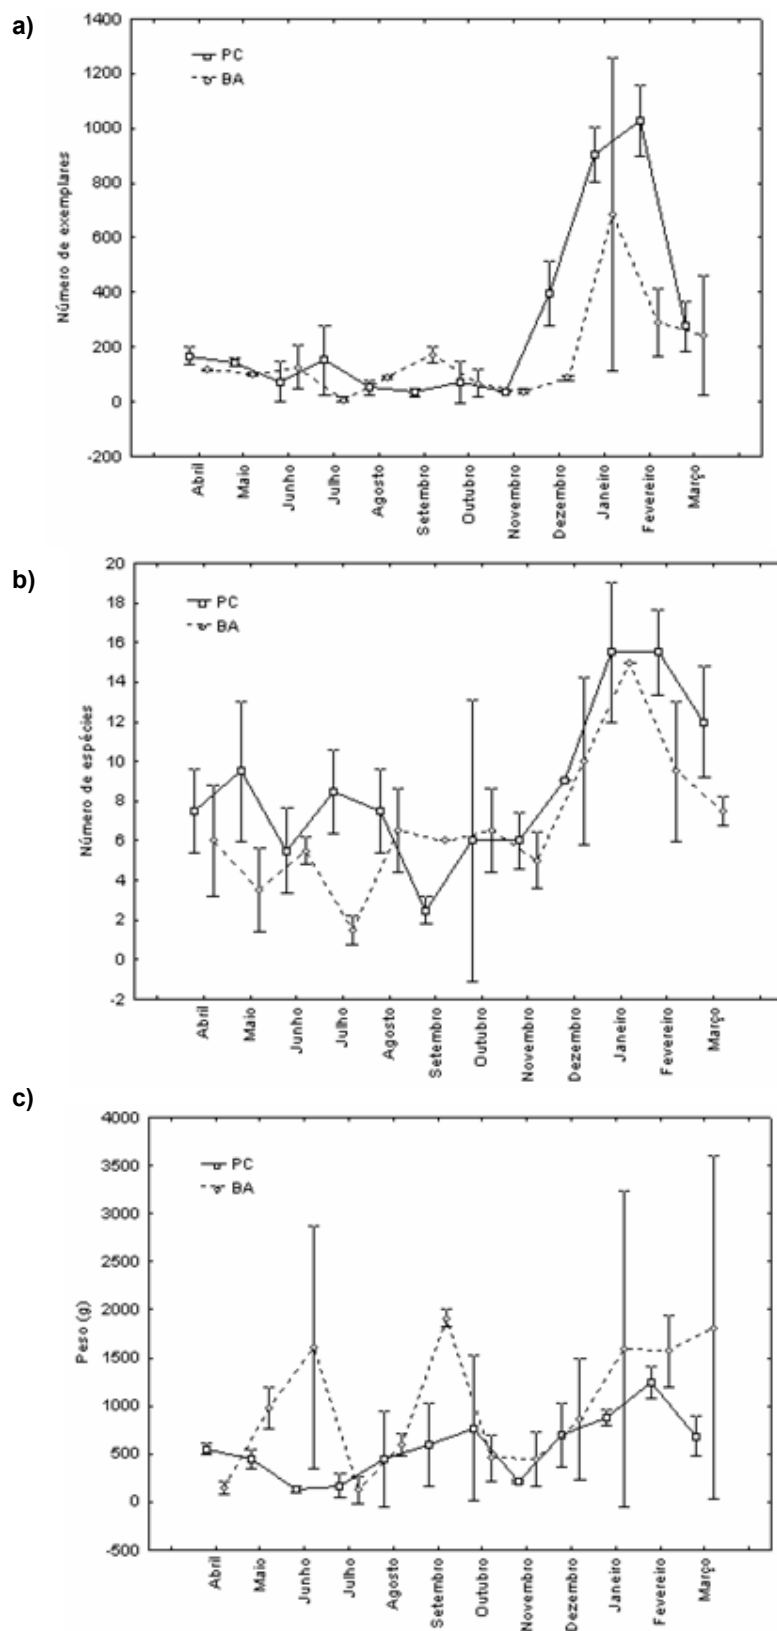 a)
1400
1200
1000
800
600
400
200
0
-200
Número de exemplares
PC
BA
Abril
Maio
Junho
Julho
Agosto
Setembro
Outubro
Novembro
Dezembro
Janeiro
Fevereiro
Março
b)
20
18
16
14
12
10
8
6
4
2
0
-2
Número de espécies
PC
BA
Abril
Maio
Junho
Julho
Agosto
Setembro
Outubro
Novembro
Dezembro
Janeiro
Fevereiro
Março
c)
4000
3500
3000
2500
2000
1500
1000
500
0
-500
Peso (g)
PC
BA
Abril
Maio
Junho
Julho
Agosto
Setembro
Outubro
Novembro
Dezembro
Janeiro
Fevereiro
Março